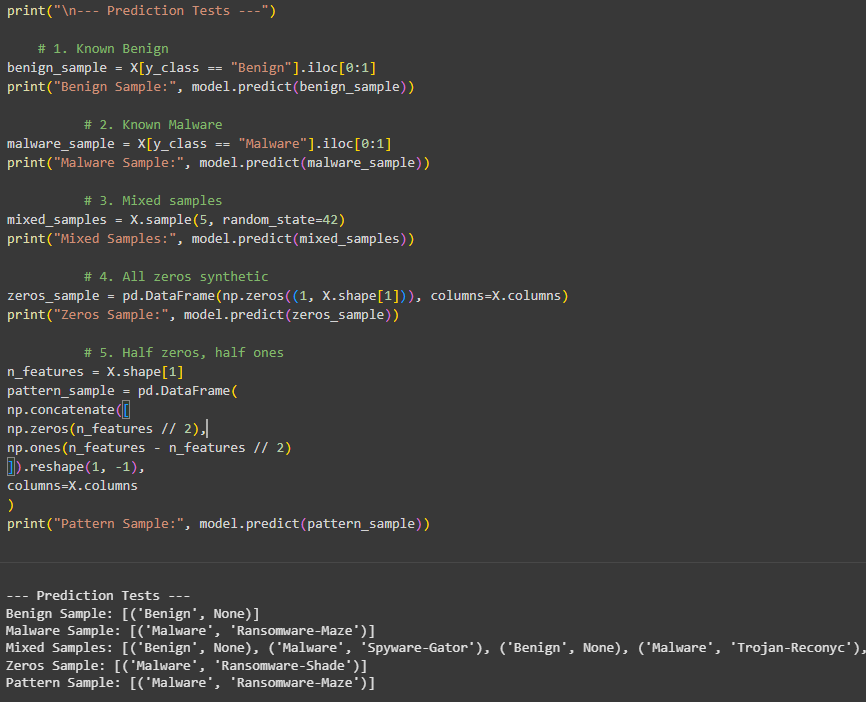 print("\n--- Prediction Tests ---")
# 1. Known Benign
benign_sample = X[y_class == "Benign"].iloc[0:1]
print("Benign Sample:", model.predict(benign_sample))
# 2. Known Malware
malware_sample = X[y_class == "Malware"].iloc[0:1]
print("Malware Sample:", model.predict(malware_sample))
# 3. Mixed samples
mixed_samples = X.sample(5, random_state=42)
print("Mixed Samples:", model.predict(mixed_samples))
# 4. All zeros synthetic
zeros_sample = pd.DataFrame(np.zeros((1, X.shape[1])), columns=X.columns)
print("Zeros Sample:", model.predict(zeros_sample))
# 5. Half zeros, half ones
n_features = X.shape[1]
pattern_sample = pd.DataFrame(
np.concatenate([
np.zeros(n_features // 2),
np.ones(n_features - n_features // 2)
]).reshape(1, -1),
columns=X.columns
)
print("Pattern Sample:", model.predict(pattern_sample))
--- Prediction Tests ---
Benign Sample: [('Benign', None)]
Malware Sample: [('Malware', 'Ransomware-Maze')]
Mixed Samples: [('Benign', None), ('Malware', 'Spyware-Gator'), ('Benign', None), ('Malware', 'Trojan-Reconyc'),
Zeros Sample: [('Malware', 'Ransomware-Shade')]
Pattern Sample: [('Malware', 'Ransomware-Maze')]